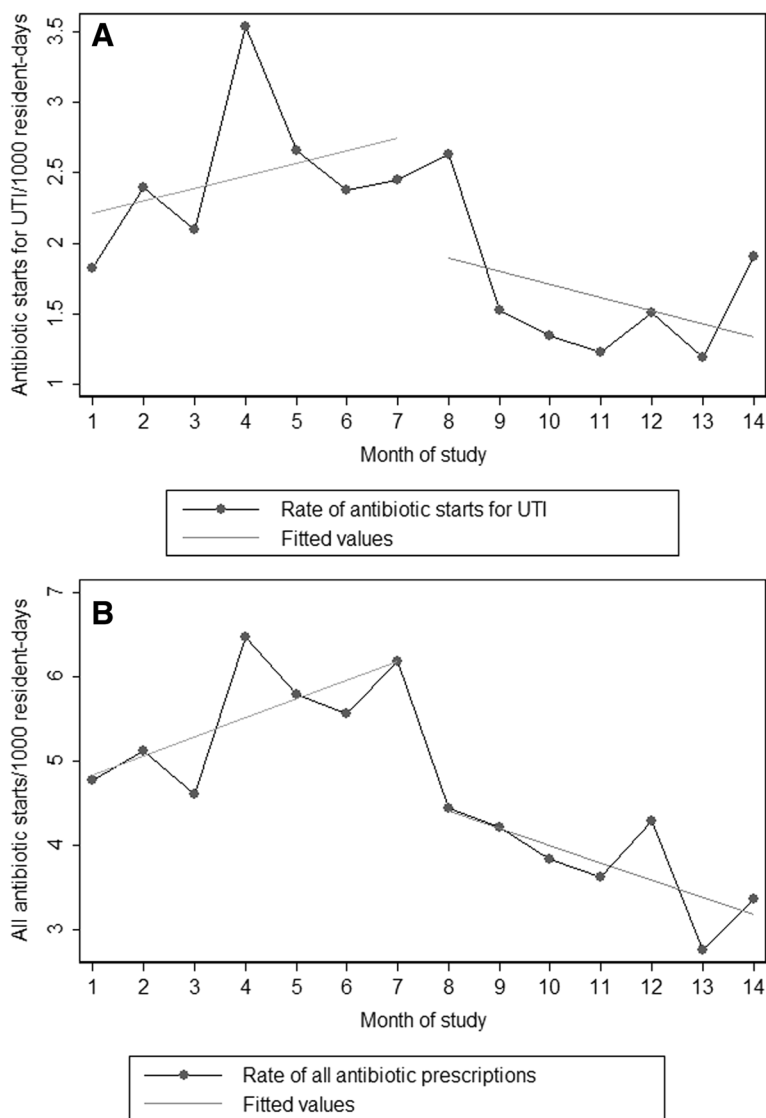 A
Antibiotic starts for UTI/1000 resident-days
3.5
3
2.5
2
1.5
1
1 2 3 4 5 6 7 8 9 10 11 12 13 14
Month of study
Rate of antibiotic starts for UTI
Fitted values
B
All antibiotic starts/1000 resident-days
7
6
5
4
3
1 2 3 4 5 6 7 8 9 10 11 12 13 14
Month of study
Rate of all antibiotic prescriptions
Fitted values